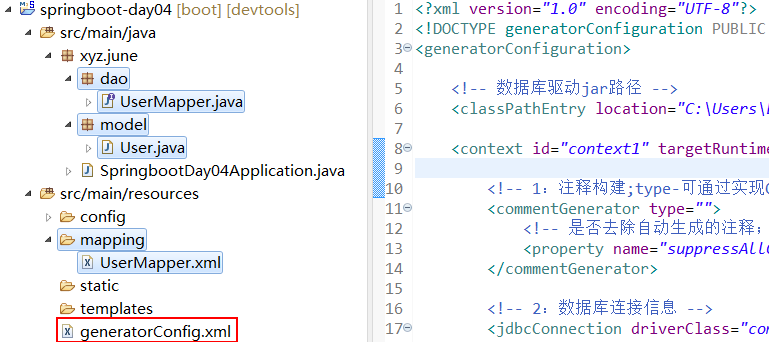 springboot-day04 [boot] [devtools]
src/main/java
xyz.june
dao
UserMapper.java
model
User.java
SpringbootDay04Application.java
src/main/resources
config
mapping
UserMapper.xml
static
templates
generatorConfig.xml
1 <?xml version="1.0" encoding="UTF-8"?>
2 <!DOCTYPE generatorConfiguration PUBLIC
3 <generatorConfiguration>
4
5 <!-- 数据库驱动jar路径 -->
6 <classPathEntry location="C:\Users\
7
8 <context id="context1" targetRuntime
9
10 <!-- 1：注释构建;type-可通过实现
11 <commentGenerator type="">
12 <!-- 是否去除自动生成的注释；
13 <property name="suppressAll
14 </commentGenerator>
15
16 <!-- 2：数据库连接信息 -->
17 <jdbcConnection driverClass="co